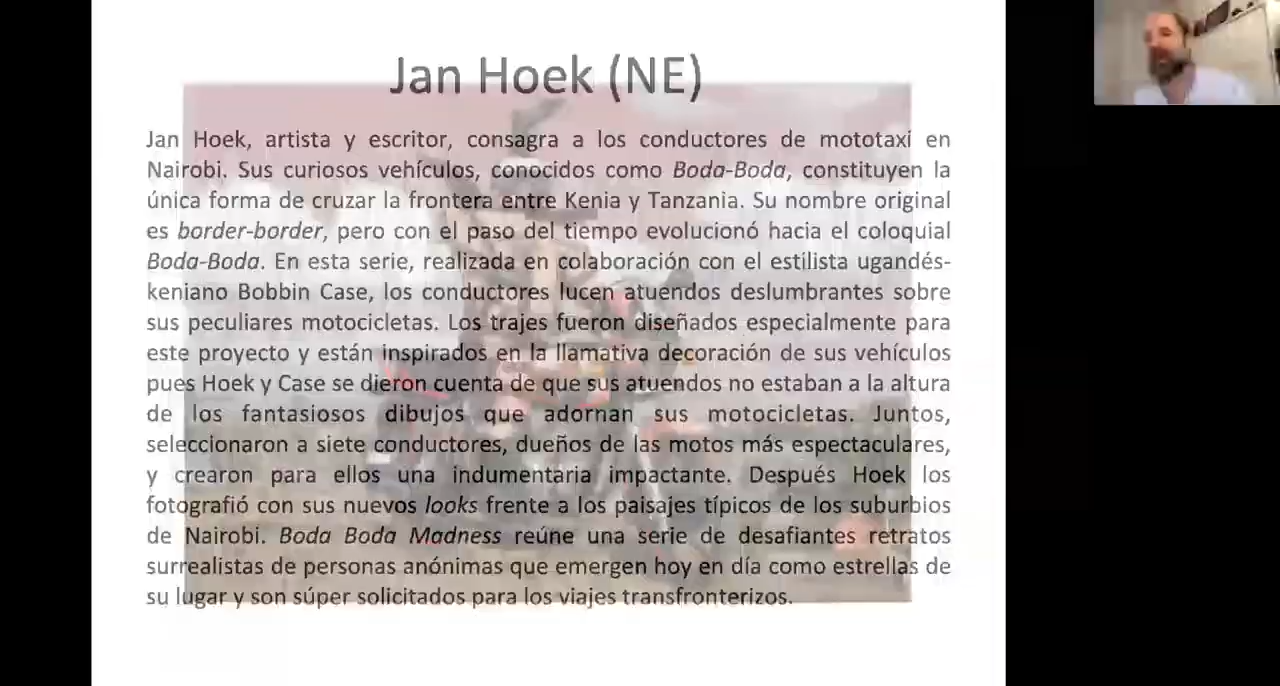 Jan Hoek (NE)
Jan Hoek, artista y escritor, consagra a los conductores de mototaxi en
Nairobi. Sus curiosos vehículos, conocidos como Boda-Boda, constituyen la
única forma de cruzar la frontera entre Kenia y Tanzania. Su nombre original
es border-border, pero con el paso del tiempo evolucionó hacia el coloquial
Boda-Boda. En esta serie, realizada en colaboración con el estilista ugandés-
keniano Bobbin Case, los conductores lucen atuendos deslumbrantes sobre
sus peculiares motocicletas. Los trajes fueron diseñados especialmente para
este proyecto y están inspirados en la llamativa decoración de sus vehículos
pues Hoek y Case se dieron cuenta de que sus atuendos no estaban a la altura
de los fantasiosos dibujos que adornan sus motocicletas. Juntos,
seleccionaron a siete conductores, dueños de las motos más espectaculares,
y crearon para ellos una indumentaria impactante. Después Hoek los
fotografió con sus nuevos looks frente a los paisajes típicos de los suburbios
de Nairobi. Boda Boda Madness reúne una serie de desafiantes retratos
surrealistas de personas anónimas que emergen hoy en día como estrellas de
su lugar y son súper solicitados para los viajes transfronterizos.